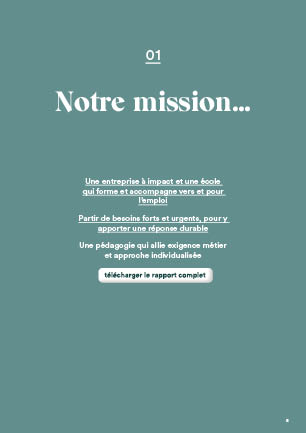 01
Notre mission...
Une entreprise à impact et une école
qui forme et accompagne vers et pour
l'emploi
Partir de besoins forts et urgents, pour y
apporter une réponse durable
Une pédagogie qui allie exigence métier
et approche individualisée
télécharger le rapport complet